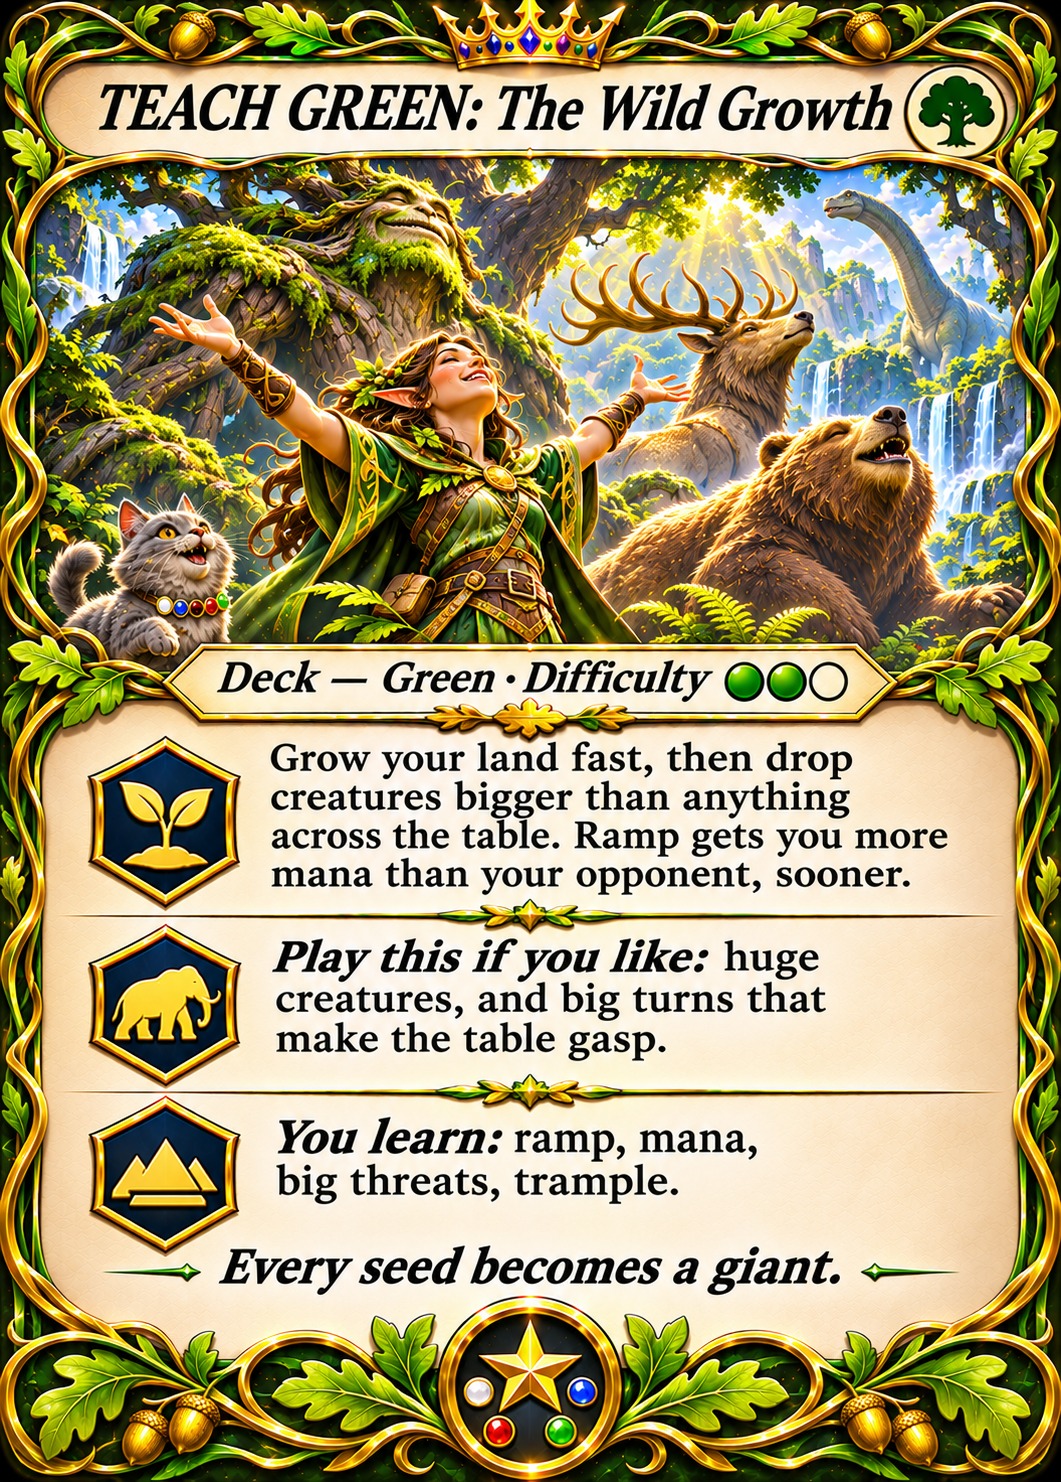 TEACH GREEN: The Wild Growth
Deck — Green · Difficulty
Grow your land fast, then drop
creatures bigger than anything
across the table. Ramp gets you more
mana than your opponent, sooner.
Play this if you like: huge
creatures, and big turns that
make the table gasp.
You learn: ramp, mana,
big threats, trample.
Every seed becomes a giant.